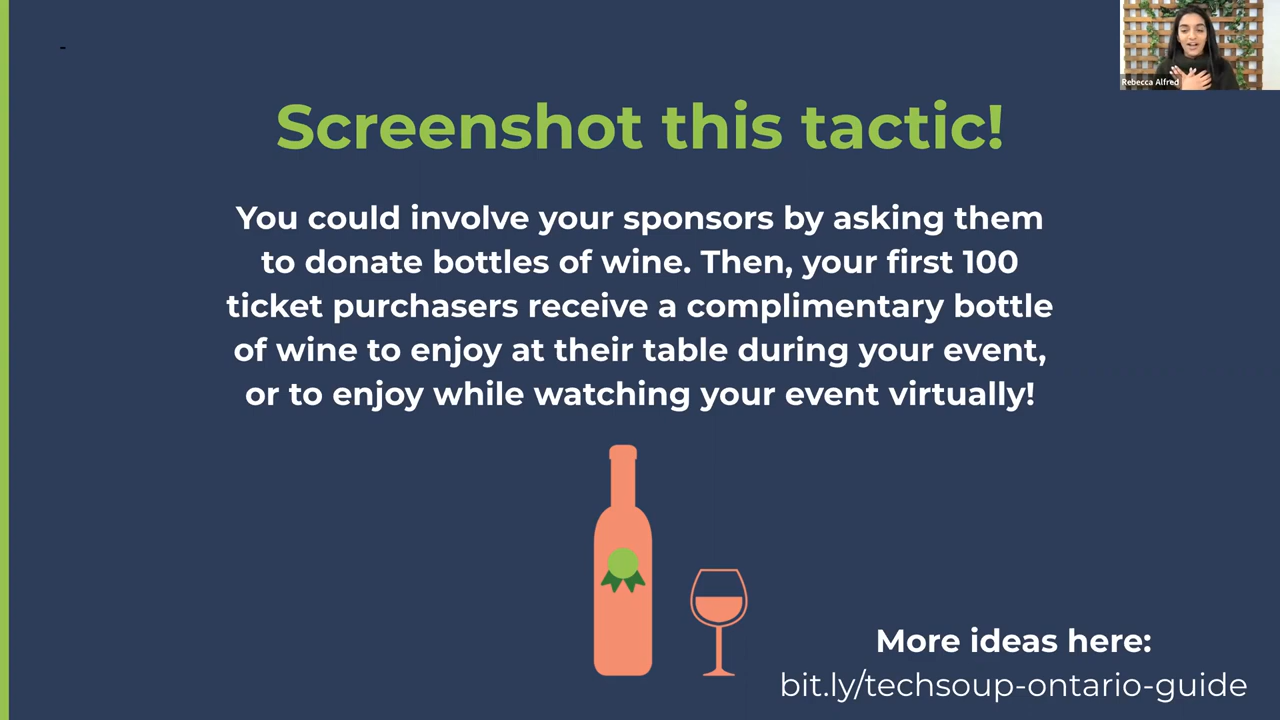 Rebecca Alfred
Screenshot this tactic!
You could involve your sponsors by asking them
to donate bottles of wine. Then, your first 100
ticket purchasers receive a complimentary bottle
of wine to enjoy at their table during your event,
or to enjoy while watching your event virtually!
More ideas here:
bit.ly/techsoup-ontario-guide